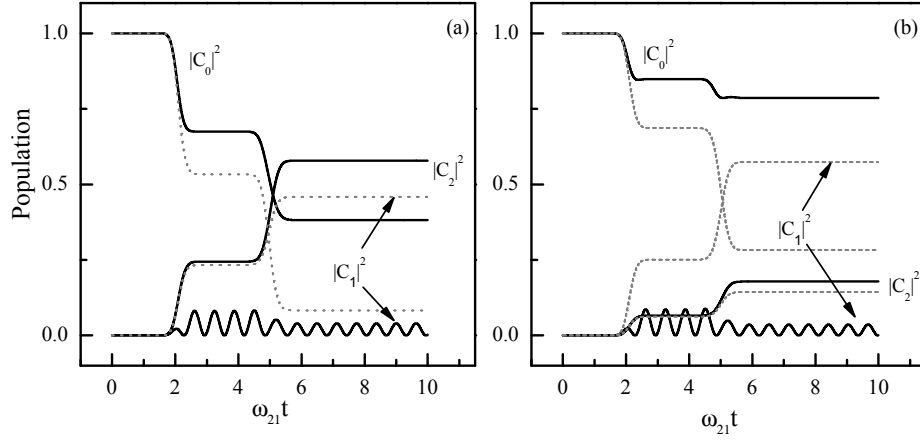 (a)
1.0
0.5
0.0
Population
|C₀|²
|C₂|²
|C₁|²
0 2 4 6 8 10
ω₂₁t
(b)
1.0
0.5
0.0
|C₀|²
|C₁|²
|C₂|²
0 2 4 6 8 10
ω₂₁t